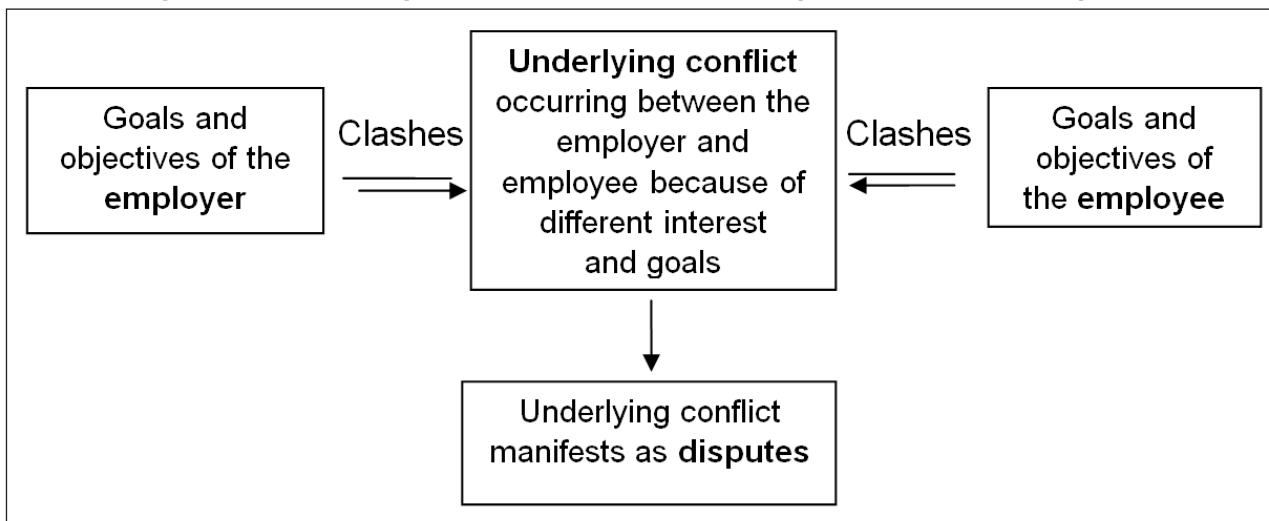 Goals and
objectives of the
employer
Clashes
Underlying conflict
occurring between the
employer and
employee because of
different interest
and goals
Clashes
Goals and
objectives of
the employee
Underlying conflict
manifests as disputes